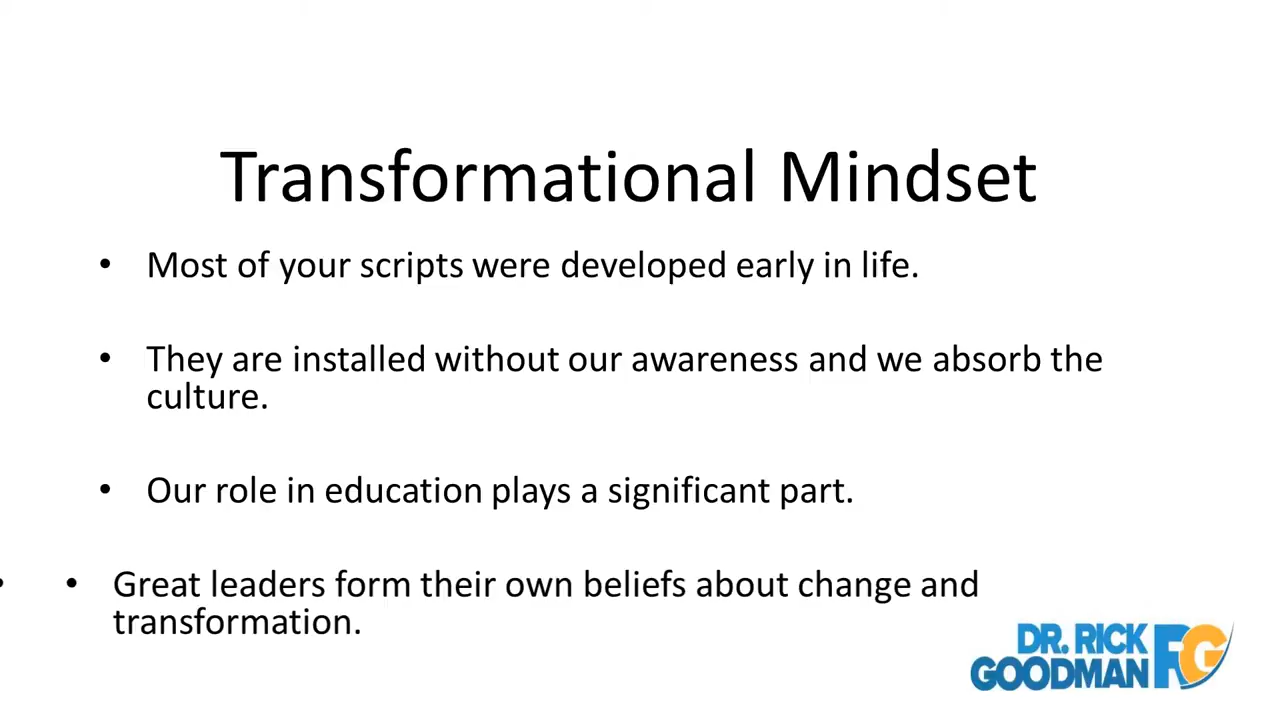 Transformational Mindset
• Most of your scripts were developed early in life.
• They are installed without our awareness and we absorb the
culture.
• Our role in education plays a significant part.
• Great leaders form their own beliefs about change and
transformation.
DR. RICK
GOODMAN
RG